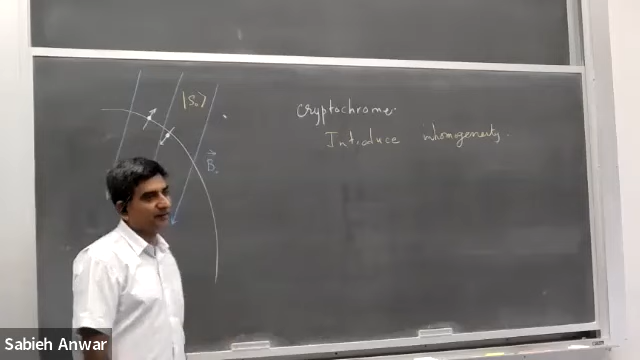 |S₀⟩
cryptochrome.
Introduce inhomogeneity.
B₀
Sabieh Anwar